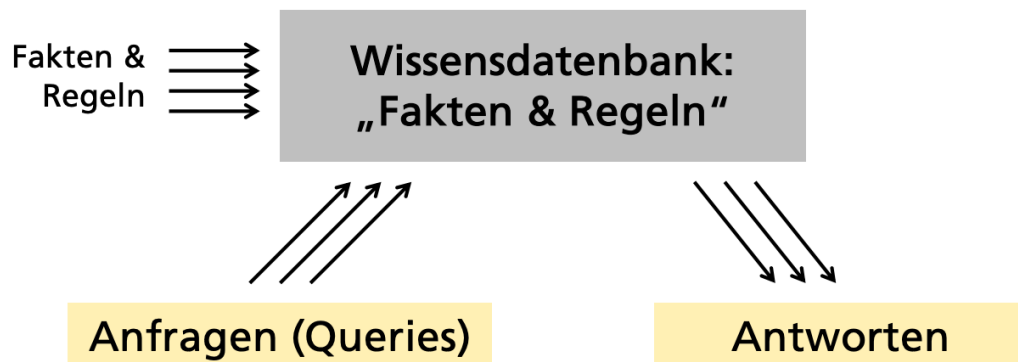 Fakten &
Regeln
Wissensdatenbank:
„Fakten & Regeln“
Anfragen (Queries)
Antworten